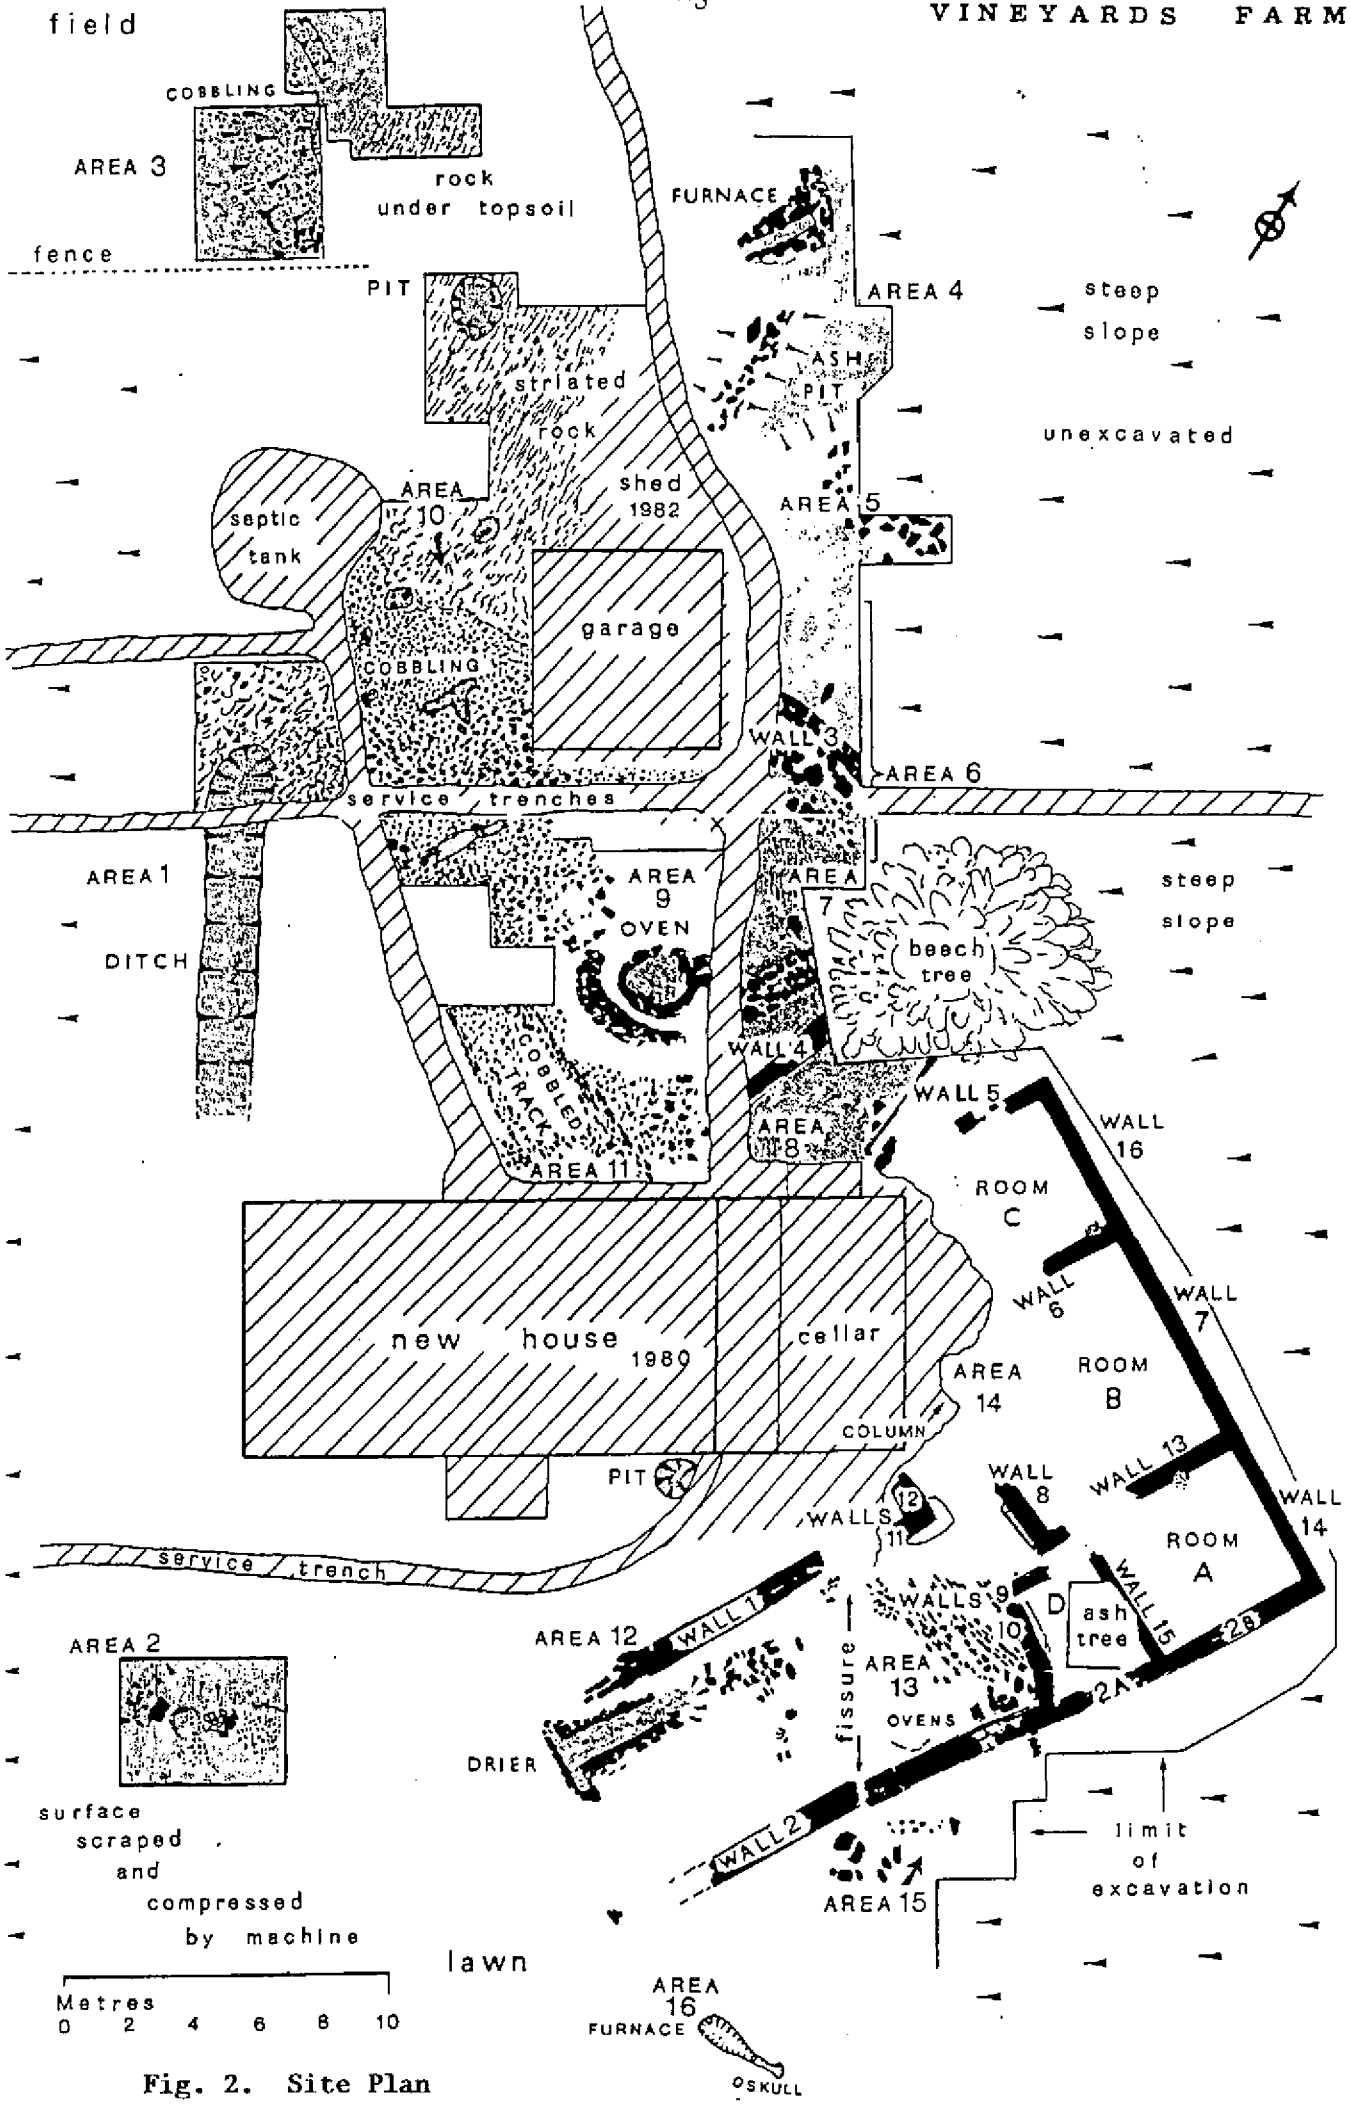 VINEYARDS FARM
field
COBBLING
AREA 3
rock
under topsoil
fence
FURNACE
PIT
AREA 4
steep
slope
ASH
PIT
striated
rock
unexcavated
shed
1982
AREA
10
AREA 5
septic
tank
garage
COBBLING
WALL 3
AREA 6
service trenches
AREA 1
AREA
9
OVEN
AREA
7
steep
slope
beech
tree
DITCH
WALL 4
COBBLED
TRACK
WALL 5
AREA
8
WALL
16
AREA 11
ROOM
C
WALL
6
WALL
7
new house 1980
cellar
AREA
14
ROOM
B
COLUMN
WALL 13
PIT
WALL
8
12
WALLS
11
WALL
14
ROOM
A
service trench
WALL 1
WALLS 9
10
D
ash
tree
WALL 15
2B
AREA 2
AREA 12
fissure
AREA
13
2A
OVENS
DRIER
surface
scraped
and
compressed
by machine
WALL 2
limit
of
excavation
AREA 15
lawn
Metres
0 2 4 6 8 10
AREA
16
FURNACE
SKULL
Fig. 2. Site Plan